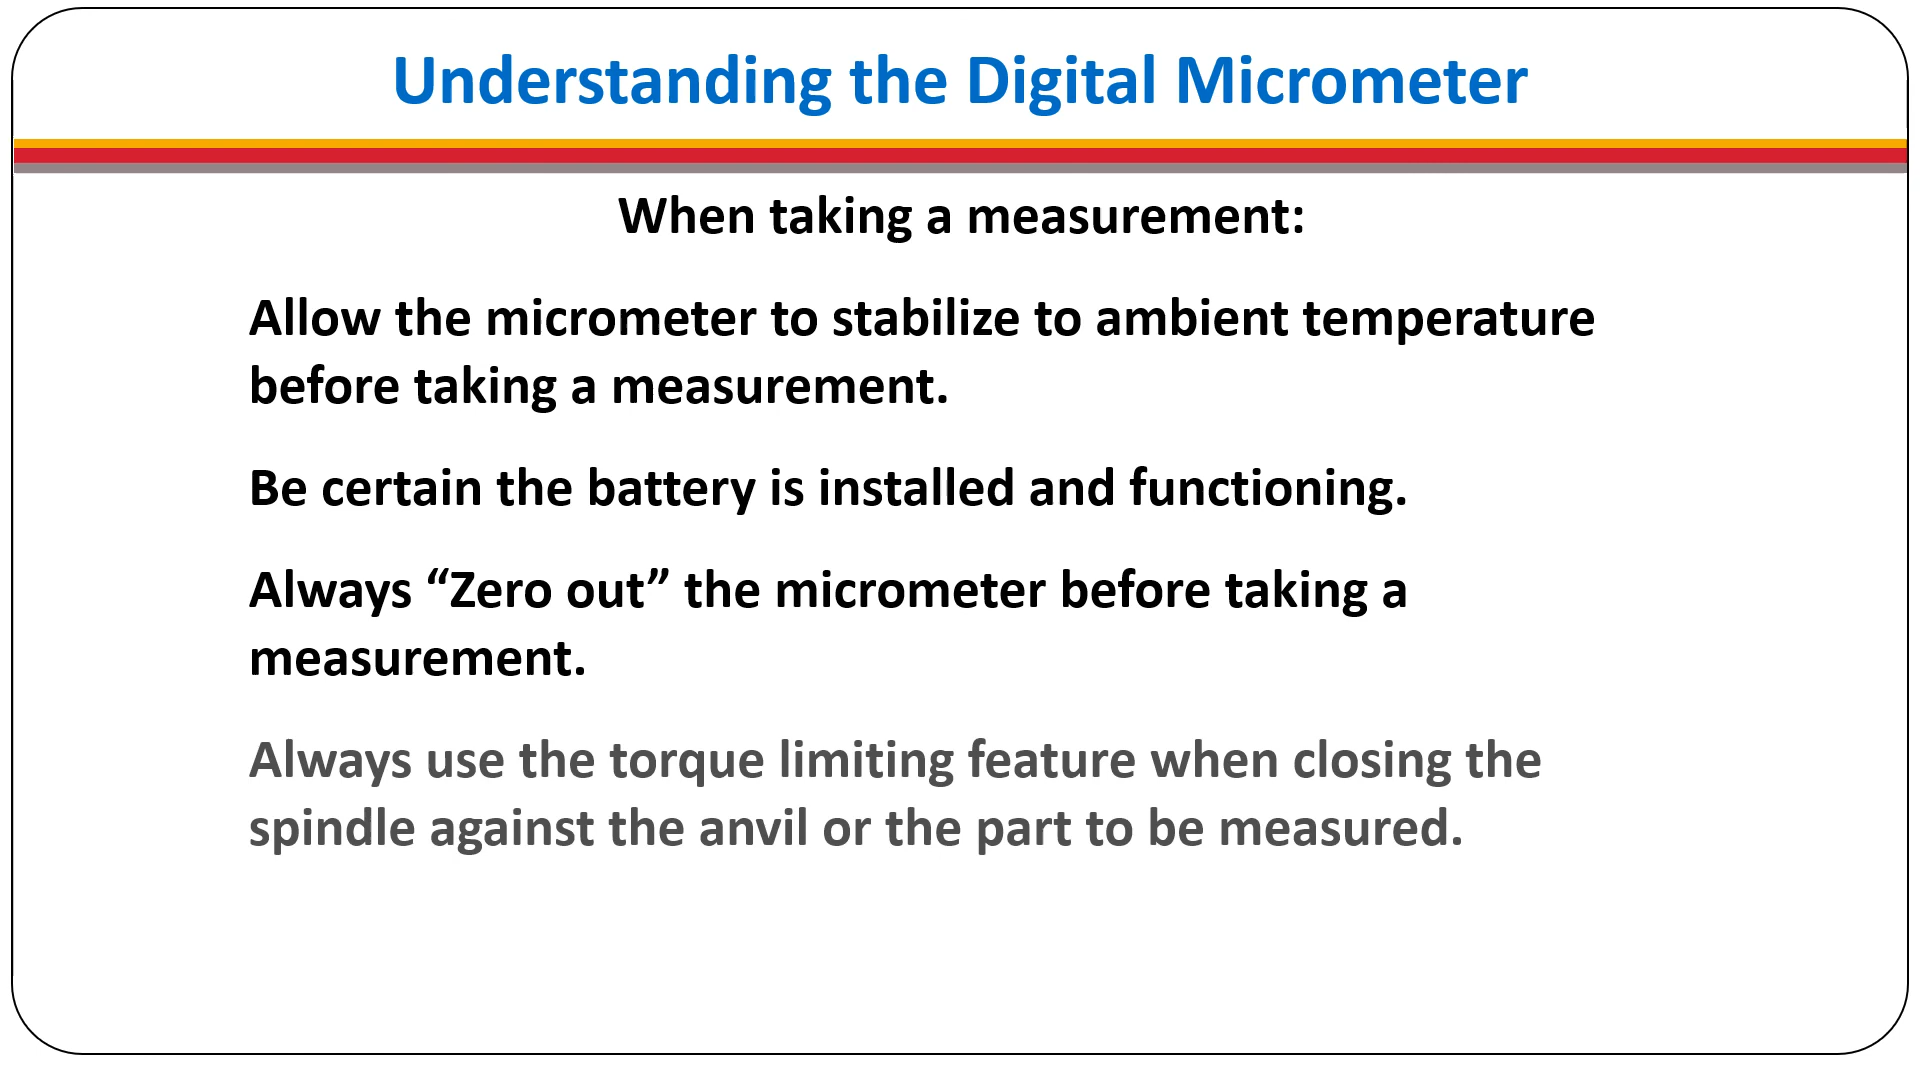 Understanding the Digital Micrometer
When taking a measurement:
Allow the micrometer to stabilize to ambient temperature
before taking a measurement.
Be certain the battery is installed and functioning.
Always “Zero out” the micrometer before taking a
measurement.
Always use the torque limiting feature when closing the
spindle against the anvil or the part to be measured.